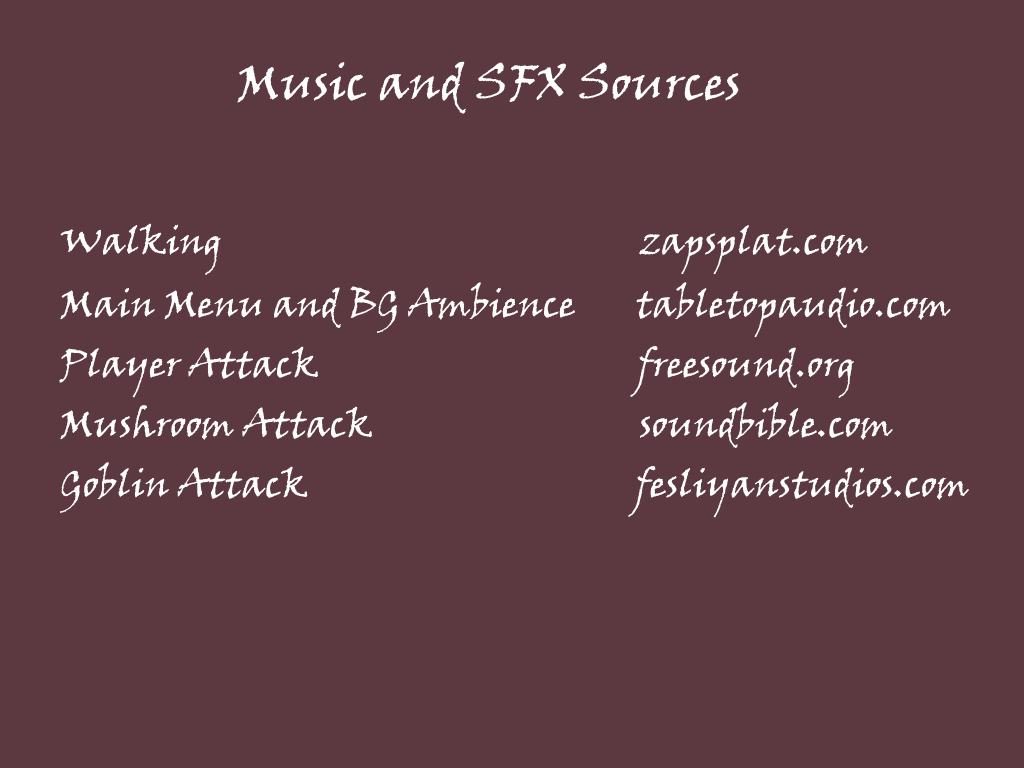 Music and SFX Sources
Walking zapsplat.com
Main Menu and BG Ambience tabletopaudio.com
Player Attack freesound.org
Mushroom Attack soundbible.com
Goblin Attack fesliyanstudios.com